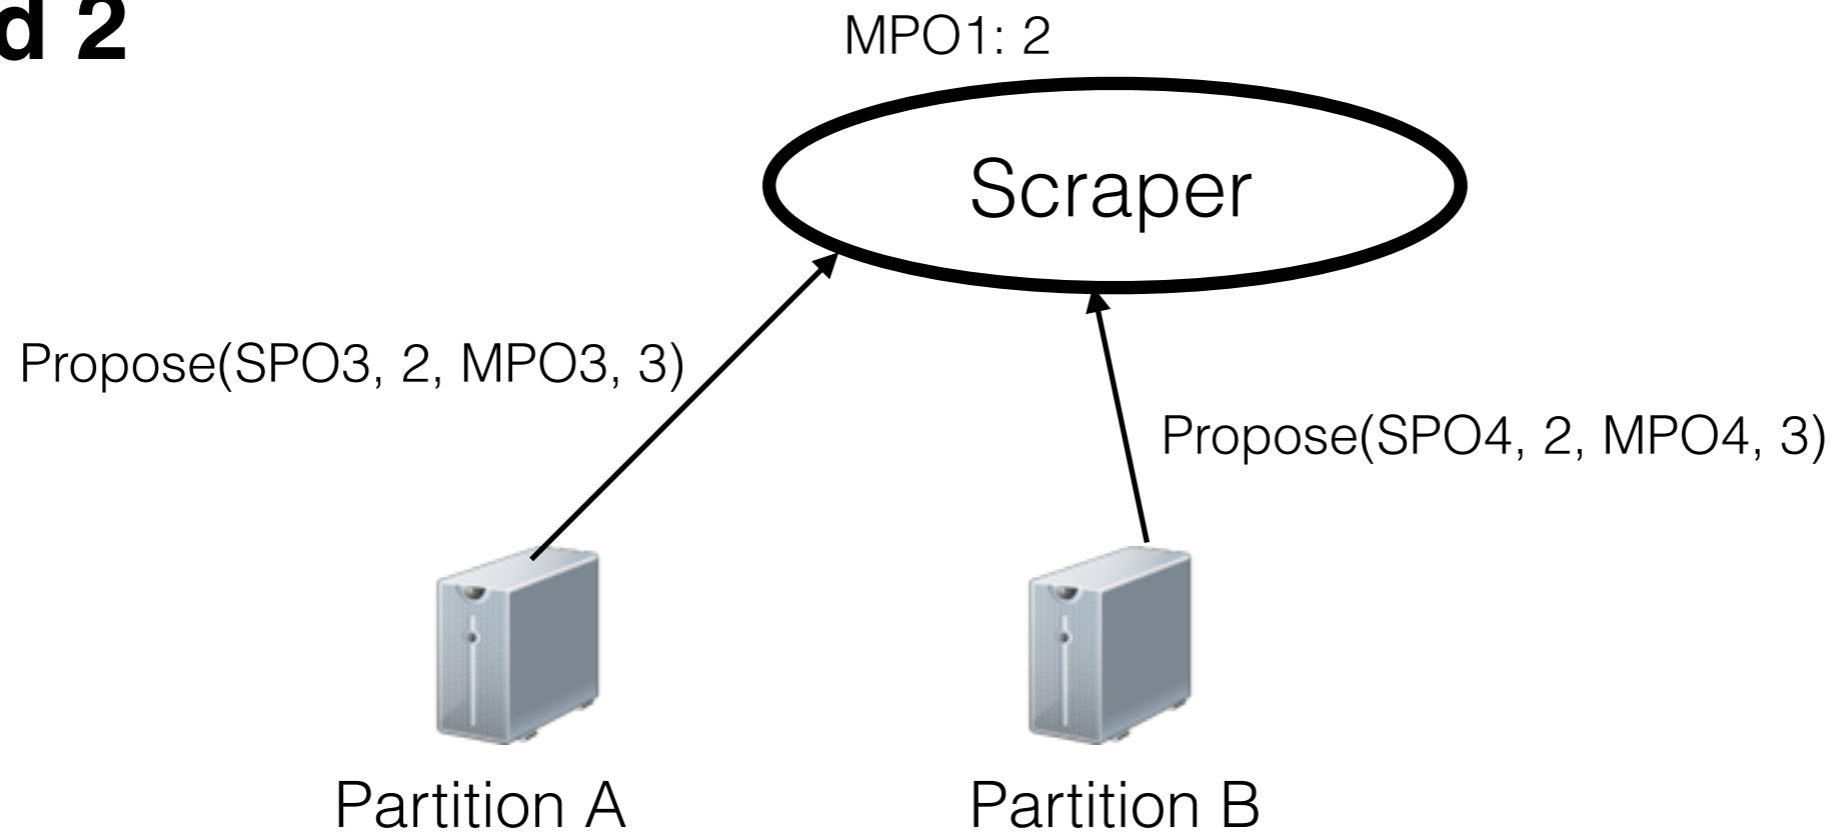 d 2
MPO1: 2
Scraper
Propose(SPO3, 2, MPO3, 3)
Propose(SPO4, 2, MPO4, 3)
Partition A
Partition B